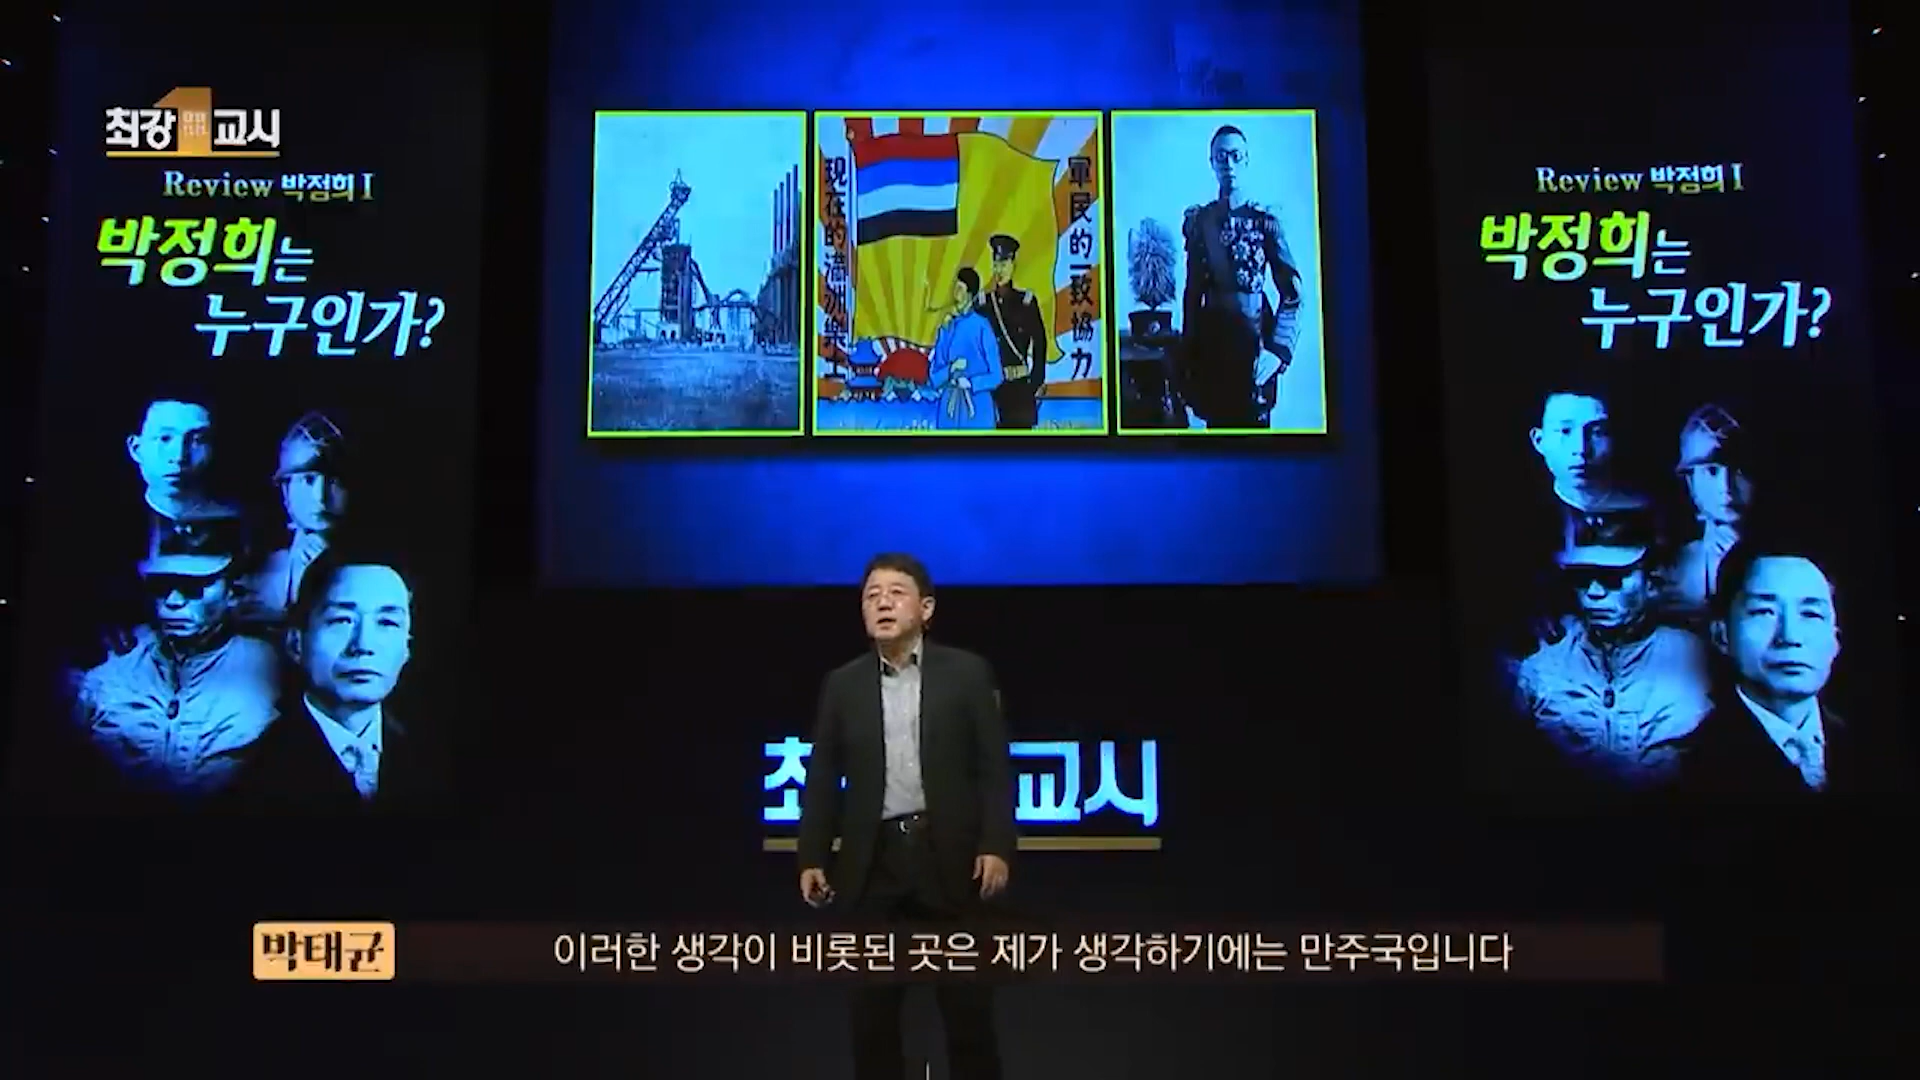 최강1교시
Review 박정희 I
박정희는
누구인가?
現在的滿洲樂土
軍民的一致協力
Review 박정희 I
박정희는
누구인가?
교시
박태균
이러한 생각이 비롯된 곳은 제가 생각하기에는 만주국입니다